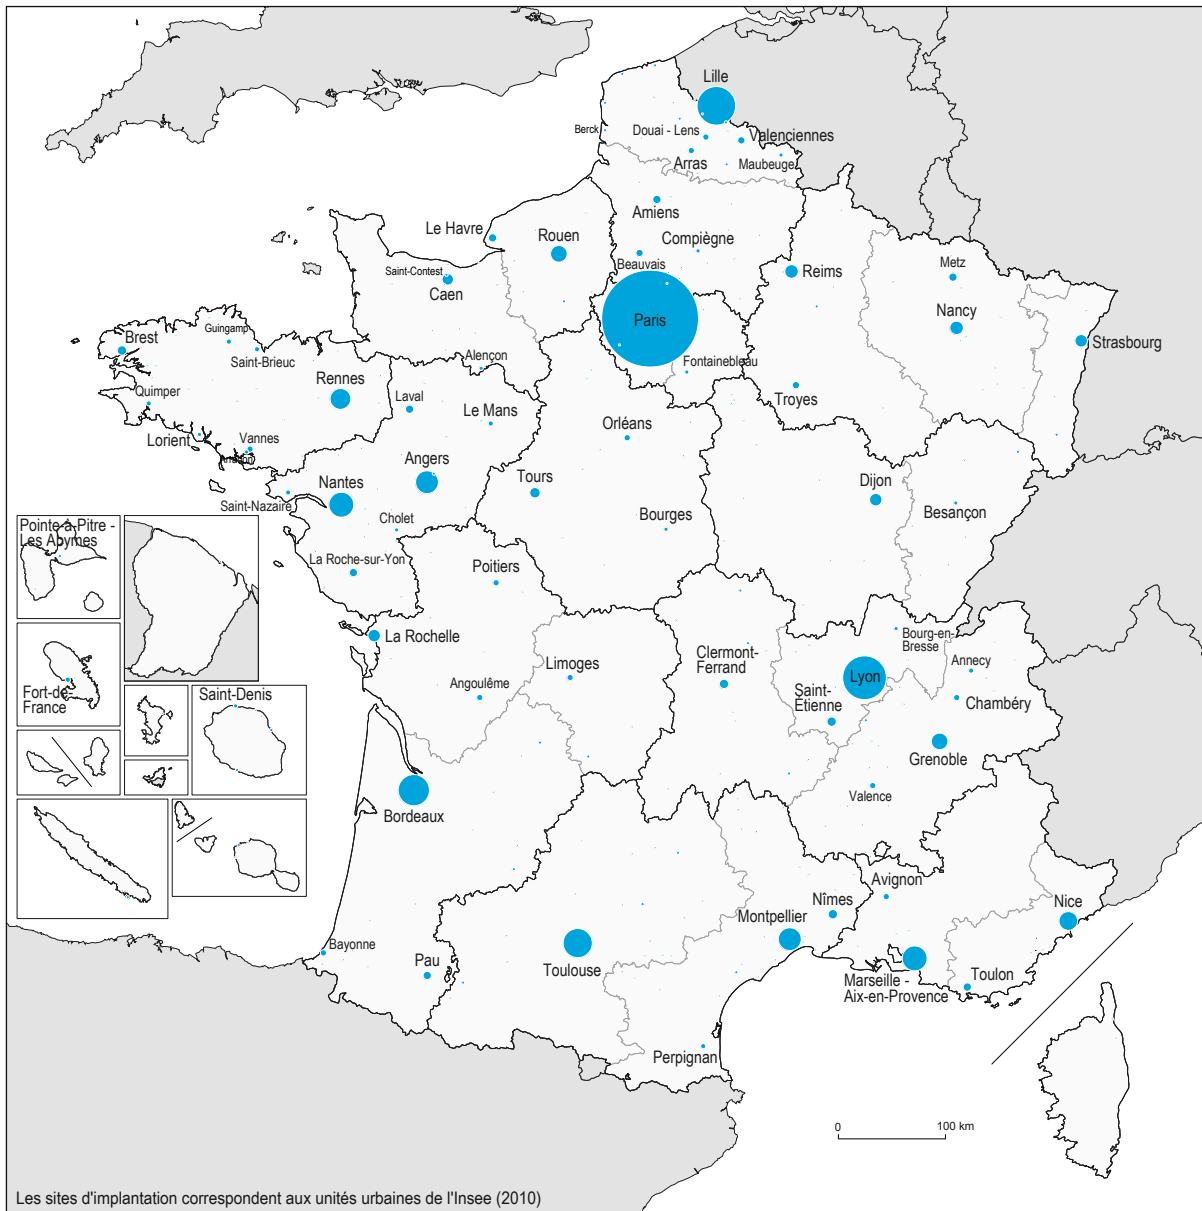 Lille
Berck
Douai - Lens
Valenciennes
Arras
Maubeuge
Amiens
Le Havre
Rouen
Compiègne
Beauvais
Saint-Contest
Caen
Reims
Metz
Nancy
Strasbourg
Paris
Guingamp
Brest
Saint-Brieuc
Alençon
Fontainebleau
Rennes
Quimper
Laval
Le Mans
Troyes
Orléans
Lorient
Vannes
Angers
Nantes
Saint-Nazaire
Tours
Dijon
Bourges
Besançon
Cholet
Pointe-à-Pitre -
Les Abymes
La Roche-sur-Yon
Poitiers
La Rochelle
Limoges
Clermont-
Ferrand
Bourg-en-
Bresse
Annecy
Lyon
Angoulême
Saint-
Étienne
Chambéry
Fort-de-
France
Saint-Denis
Grenoble
Valence
Bordeaux
Avignon
Nîmes
Montpellier
Nice
Bayonne
Pau
Toulouse
Marseille -
Aix-en-Provence
Toulon
Perpignan
0 100 km
Les sites d'implantation correspondent aux unités urbaines de l'Insee (2010)